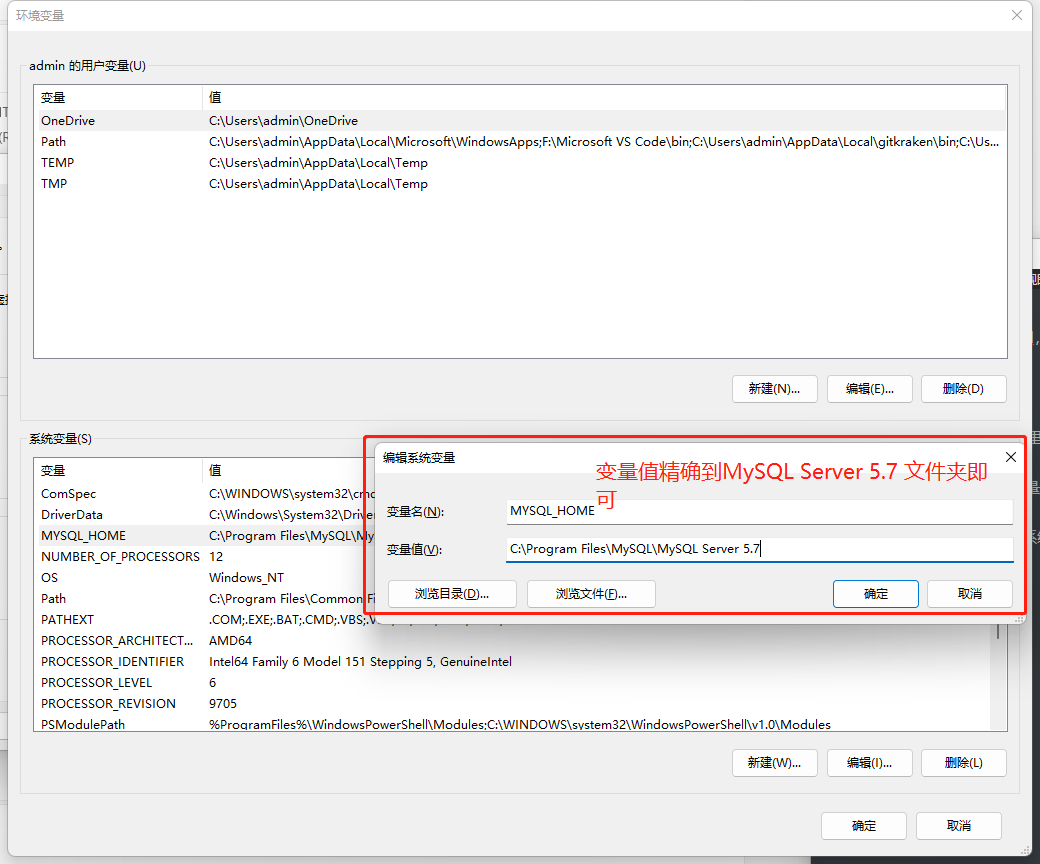 环境变量
admin 的用户变量(U)
变量 值
OneDrive C:\Users\admin\OneDrive
Path C:\Users\admin\AppData\Local\Microsoft\WindowsApps;F:\Microsoft VS Code\bin;C:\Users\admin\AppData\Local\gitkraken\bin;C:\Us...
TEMP C:\Users\admin\AppData\Local\Temp
TMP C:\Users\admin\AppData\Local\Temp
新建(N)... 编辑(E)... 删除(D)
系统变量(S)
变量 值
ComSpec C:\WINDOWS\system32\cmd
DriverData C:\Windows\System32\Driver
MYSQL_HOME C:\Program Files\MySQL\My
NUMBER_OF_PROCESSORS 12
OS Windows_NT
Path C:\Program Files\Common Fi
PATHEXT .COM;.EXE;.BAT;.CMD;.VBS;.V
PROCESSOR_ARCHITECT... AMD64
PROCESSOR_IDENTIFIER Intel64 Family 6 Model 151 Stepping 5, GenuineIntel
PROCESSOR_LEVEL 6
PROCESSOR_REVISION 9705
PSModulePath %ProgramFiles%\WindowsPowerShell\Modules;C:\WINDOWS\system32\WindowsPowerShell\v1.0\Modules
编辑系统变量
变量值精确到MySQL Server 5.7 文件夹即
可
变量名(N): MYSQL_HOME
变量值(V): C:\Program Files\MySQL\MySQL Server 5.7
浏览目录(D)... 浏览文件(F)... 确定 取消
新建(W)... 编辑(I)... 删除(L)
确定 取消